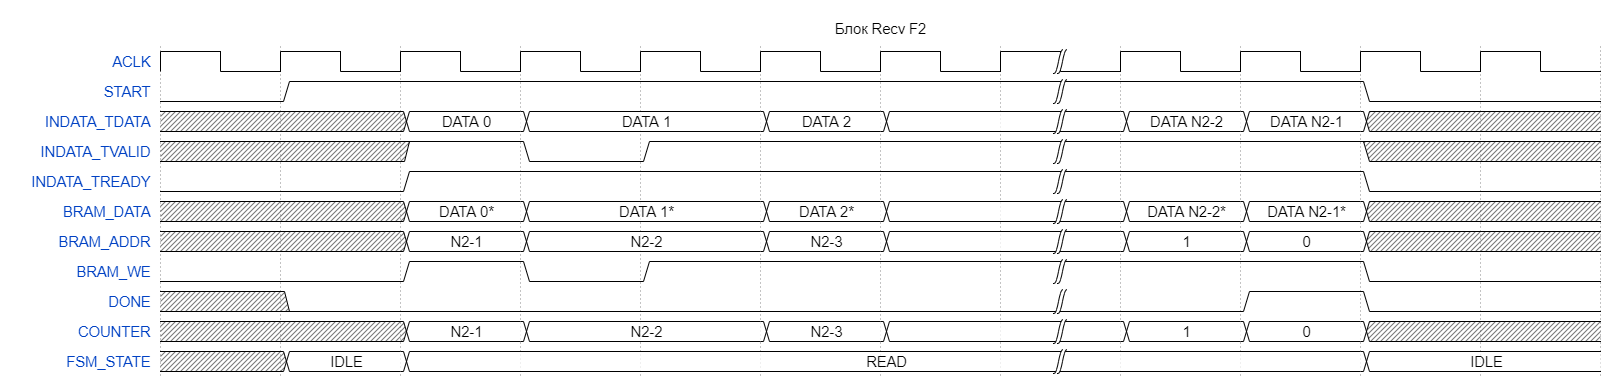 Блок Recv F2
ACLK
START
INDATA_TDATA DATA 0 DATA 1 DATA 2 DATA N2-2 DATA N2-1
INDATA_TVALID
INDATA_TREADY
BRAM_DATA DATA 0* DATA 1* DATA 2* DATA N2-2* DATA N2-1*
BRAM_ADDR N2-1 N2-2 N2-3 1 0
BRAM_WE
DONE
COUNTER N2-1 N2-2 N2-3 1 0
FSM_STATE IDLE READ IDLE